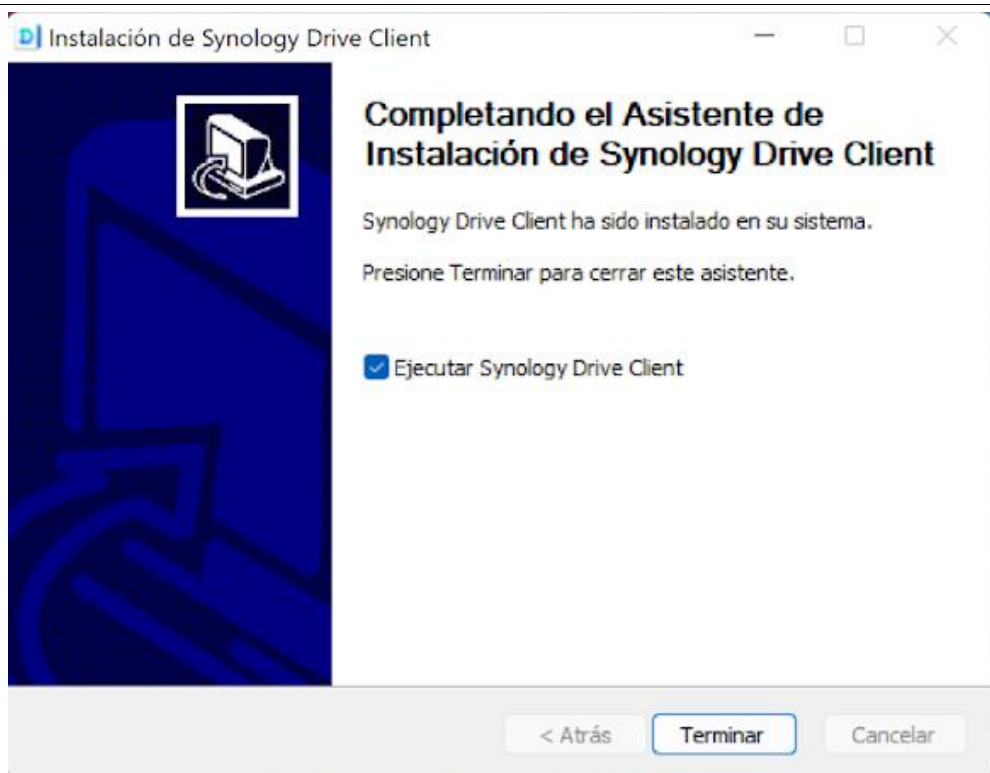 Instalación de Synology Drive Client
Completando el Asistente de
Instalación de Synology Drive Client
Synology Drive Client ha sido instalado en su sistema.
Presione Terminar para cerrar este asistente.
Ejecutar Synology Drive Client
< Atrás Terminar Cancelar